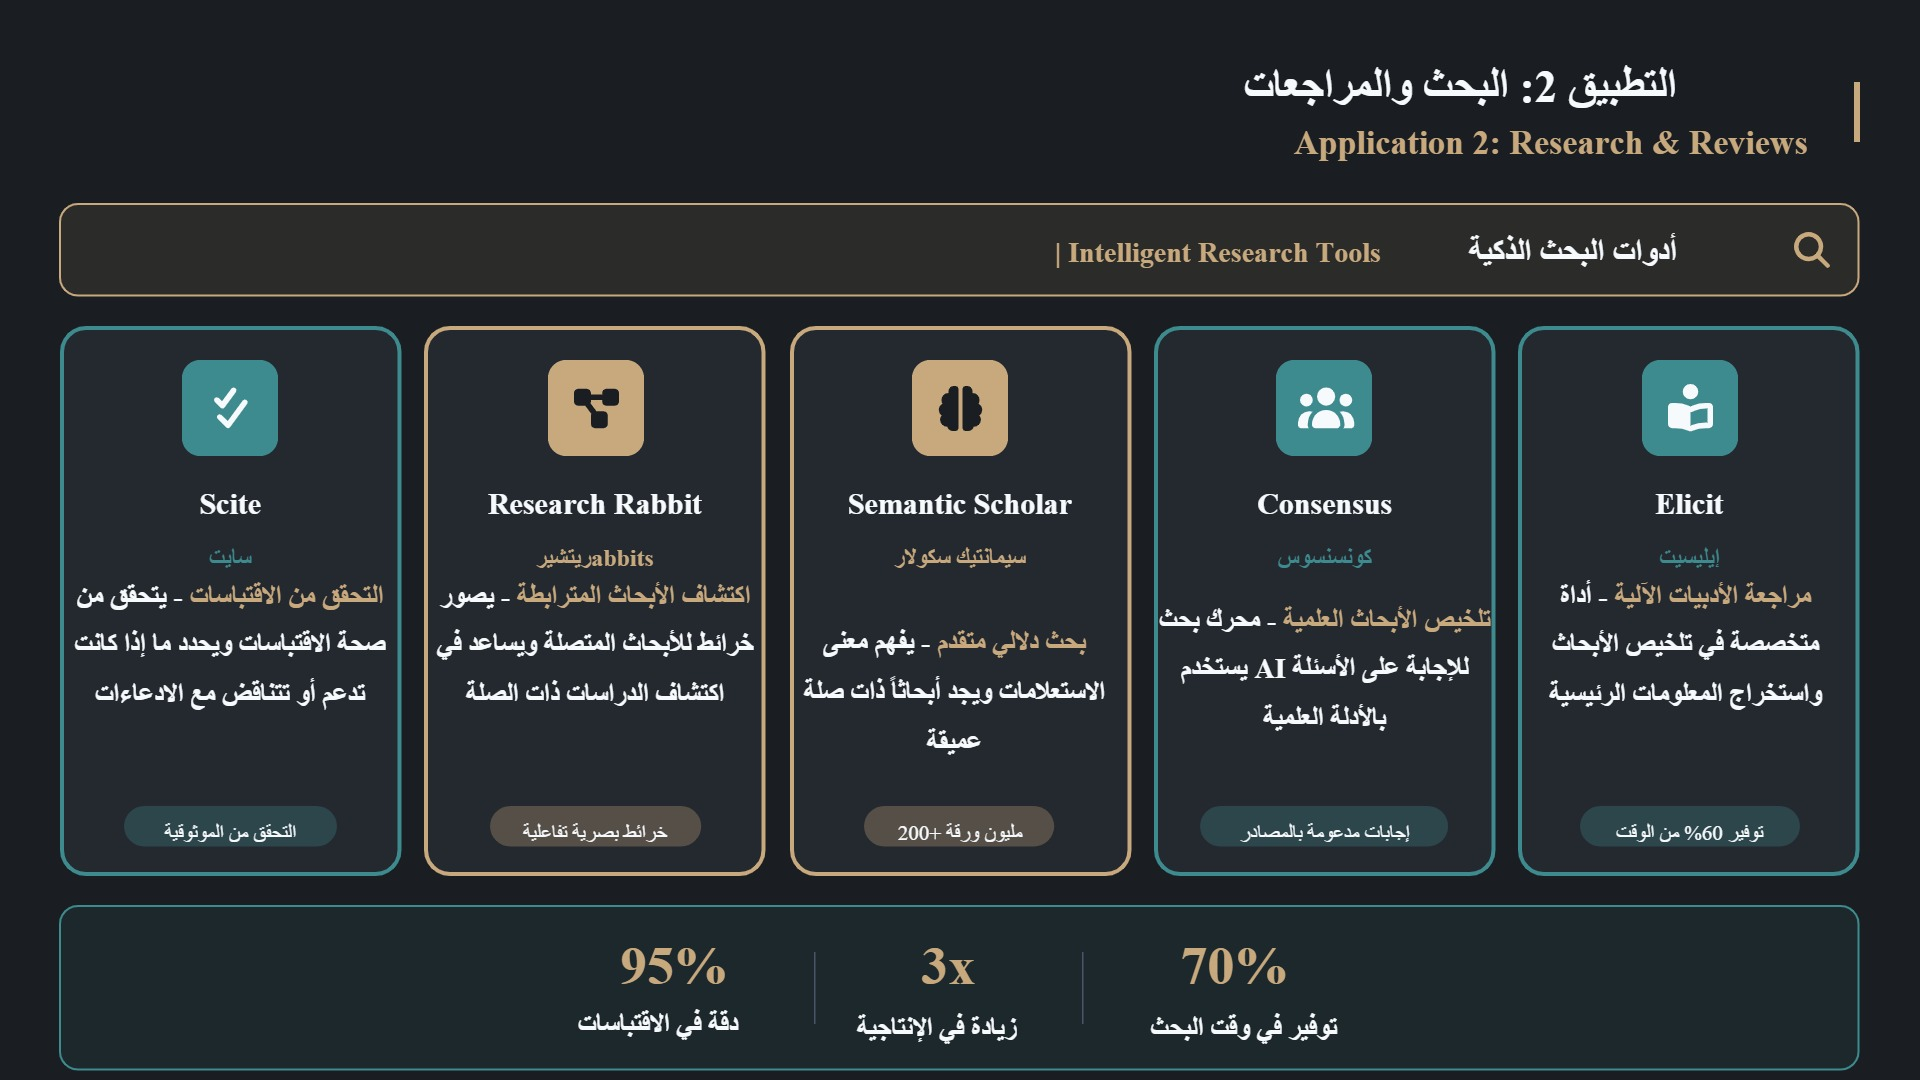 التطبيق 2: البحث والمراجعات
Application 2: Research & Reviews
أدوات البحث الذكية
| Intelligent Research Tools
Elicit
إيليسيت
مراجعة الأدبيات الآلية - أداة
متخصصة في تلخيص الأبحاث
واستخراج المعلومات الرئيسية
توفير 60% من الوقت
Consensus
كونسنسوس
تلخيص الأبحاث العلمية - محرك بحث
للإجابة على الأسئلة AI يستخدم
بالأدلة العلمية
إجابات مدعومة بالمصادر
Semantic Scholar
سيمانتيك سكولار
بحث دلالي متقدم - يفهم معنى
الاستعلامات ويجد أبحاثاً ذات صلة
عميقة
مليون ورقة +200
Research Rabbit
ريتشيرabbits
اكتشاف الأبحاث المترابطة - يصور
خرائط للأبحاث المتصلة ويساعد في
اكتشاف الدراسات ذات الصلة
خرائط بصرية تفاعلية
Scite
سايت
التحقق من الاقتباسات - يتحقق من
صحة الاقتباسات ويحدد ما إذا كانت
تدعم أو تتناقض مع الادعاءات
التحقق من الموثوقية
70%
توفير في وقت البحث
3x
زيادة في الإنتاجية
95%
دقة في الاقتباسات